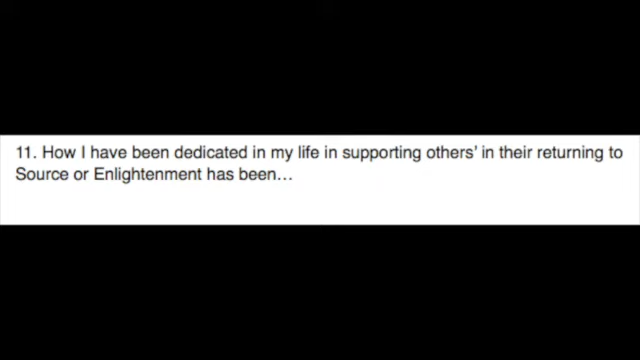 11. How I have been dedicated in my life in supporting others' in their returning to
Source or Enlightenment has been…